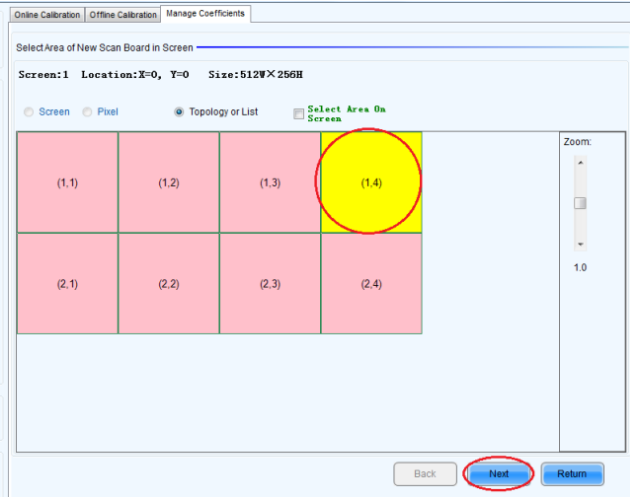 Online Calibration Offline Calibration Manage Coefficients
Select Area of New Scan Board in Screen
Screen:1 Location:X=0, Y=0 Size:512W×256H
Screen Pixel Topology or List Select Area On
Screen
Zoom:
(1,1) (1,2) (1,3) (1,4)
1.0
(2,1) (2,2) (2,3) (2,4)
Back Next Return